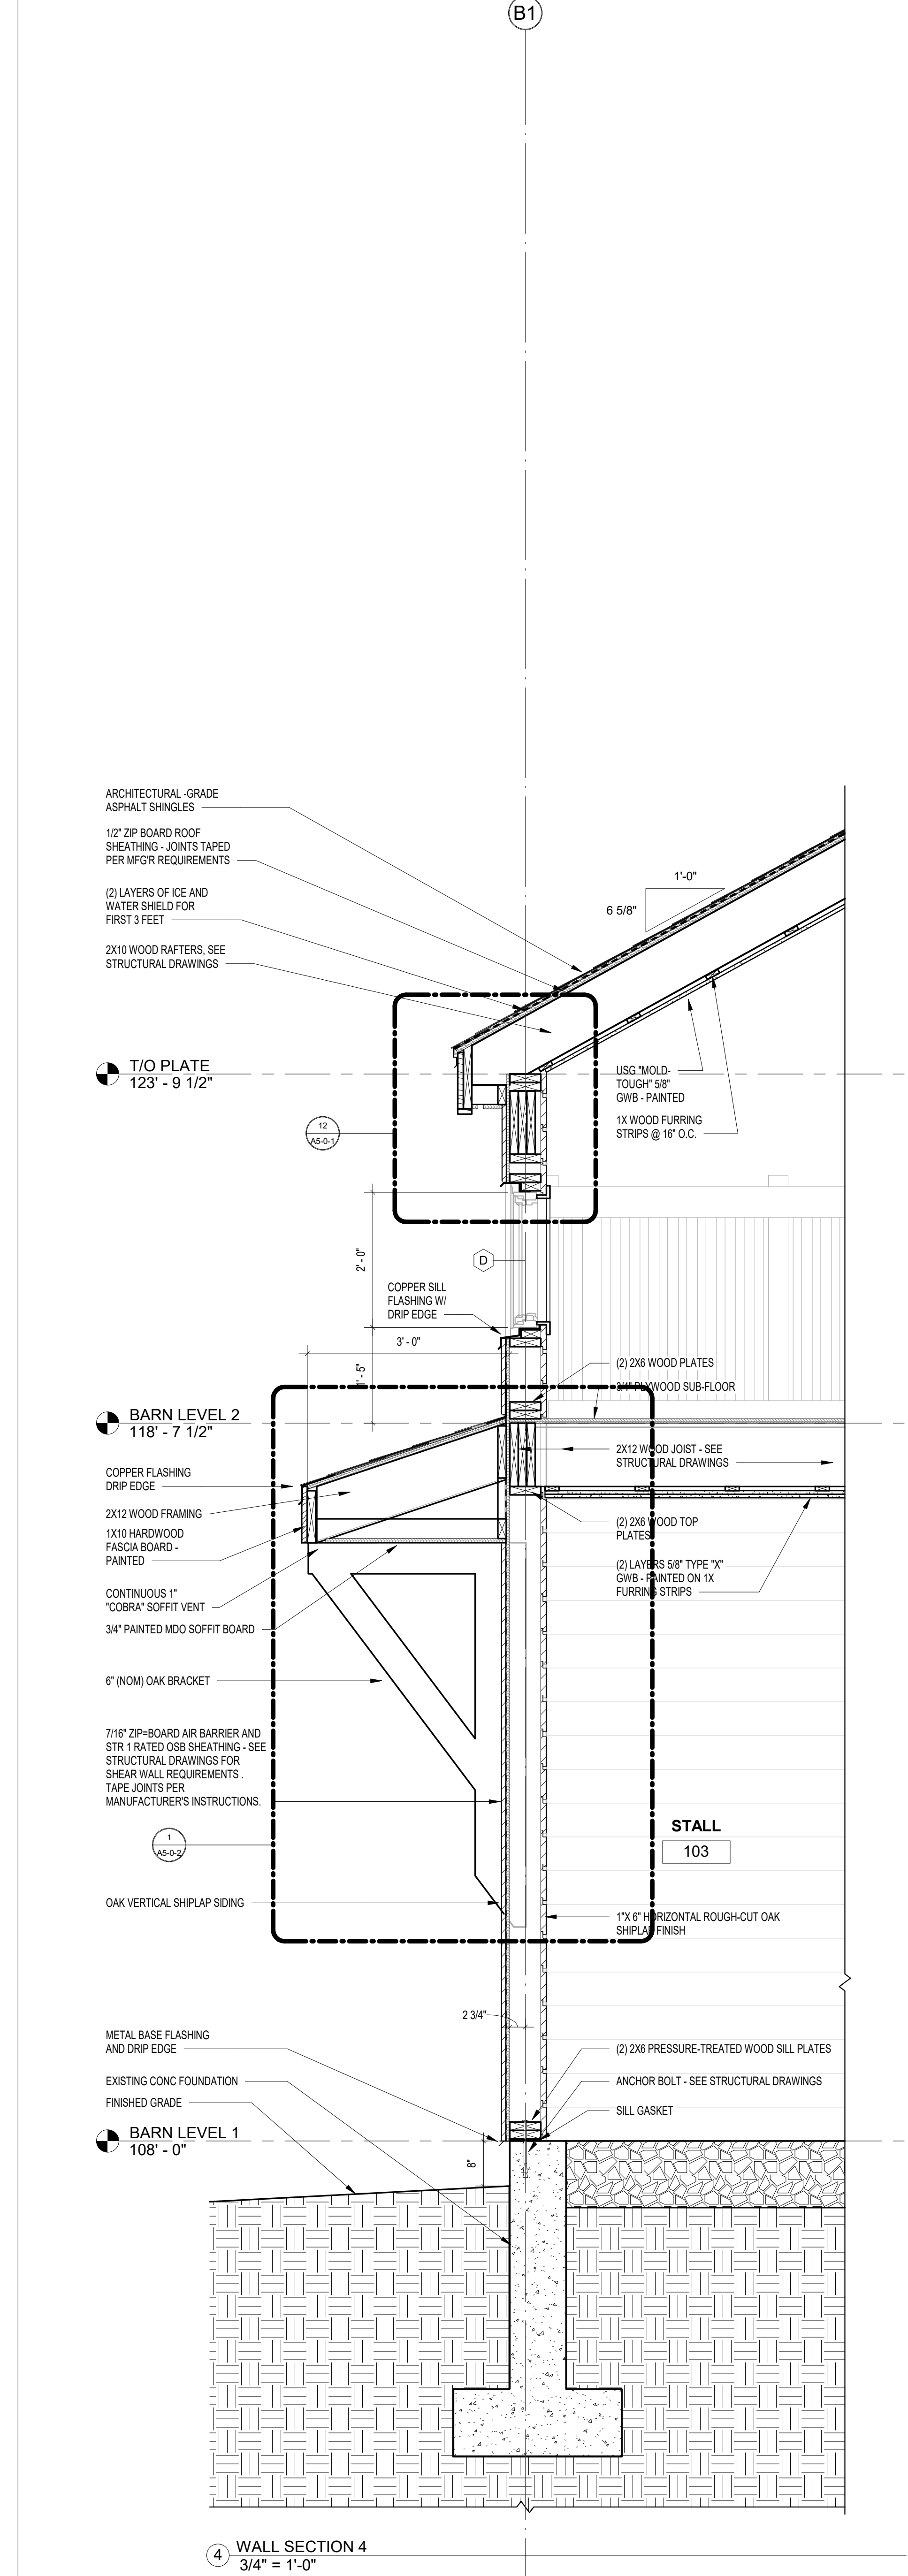 B1
ARCHITECTURAL -GRADE
ASPHALT SHINGLES
1/2" ZIP BOARD ROOF
SHEATHING - JOINTS TAPED
PER MFG'R REQUIREMENTS
(2) LAYERS OF ICE AND
WATER SHIELD FOR
FIRST 3 FEET
2X10 WOOD RAFTERS, SEE
STRUCTURAL DRAWINGS
1'-0"
6 5/8"
T/O PLATE
123' - 9 1/2"
USG "MOLD-
TOUGH" 5/8"
GWB - PAINTED
1X WOOD FURRING
STRIPS @ 16" O.C.
12
A5-0-1
2' - 0"
D
COPPER SILL
FLASHING W/
DRIP EDGE
3' - 0"
1' - 5"
(2) 2X6 WOOD PLATES
3/4" PLYWOOD SUB-FLOOR
BARN LEVEL 2
118' - 7 1/2"
2X12 WOOD JOIST - SEE
STRUCTURAL DRAWINGS
COPPER FLASHING
DRIP EDGE
2X12 WOOD FRAMING
1X10 HARDWOOD
FASCIA BOARD -
PAINTED
(2) 2X6 WOOD TOP
PLATES
(2) LAYERS 5/8" TYPE "X"
GWB - PAINTED ON 1X
FURRING STRIPS
CONTINUOUS 1"
"COBRA" SOFFIT VENT
3/4" PAINTED MDO SOFFIT BOARD
6" (NOM) OAK BRACKET
7/16" ZIP=BOARD AIR BARRIER AND
STR 1 RATED OSB SHEATHING - SEE
STRUCTURAL DRAWINGS FOR
SHEAR WALL REQUIREMENTS .
TAPE JOINTS PER
MANUFACTURER'S INSTRUCTIONS.
STALL
103
1
A5-0-2
OAK VERTICAL SHIPLAP SIDING
1"X 6" HORIZONTAL ROUGH-CUT OAK
SHIPLAP FINISH
2 3/4"
METAL BASE FLASHING
AND DRIP EDGE
(2) 2X6 PRESSURE-TREATED WOOD SILL PLATES
EXISTING CONC FOUNDATION
ANCHOR BOLT - SEE STRUCTURAL DRAWINGS
FINISHED GRADE
SILL GASKET
BARN LEVEL 1
108' - 0"
8"
4
WALL SECTION 4
3/4" = 1'-0"